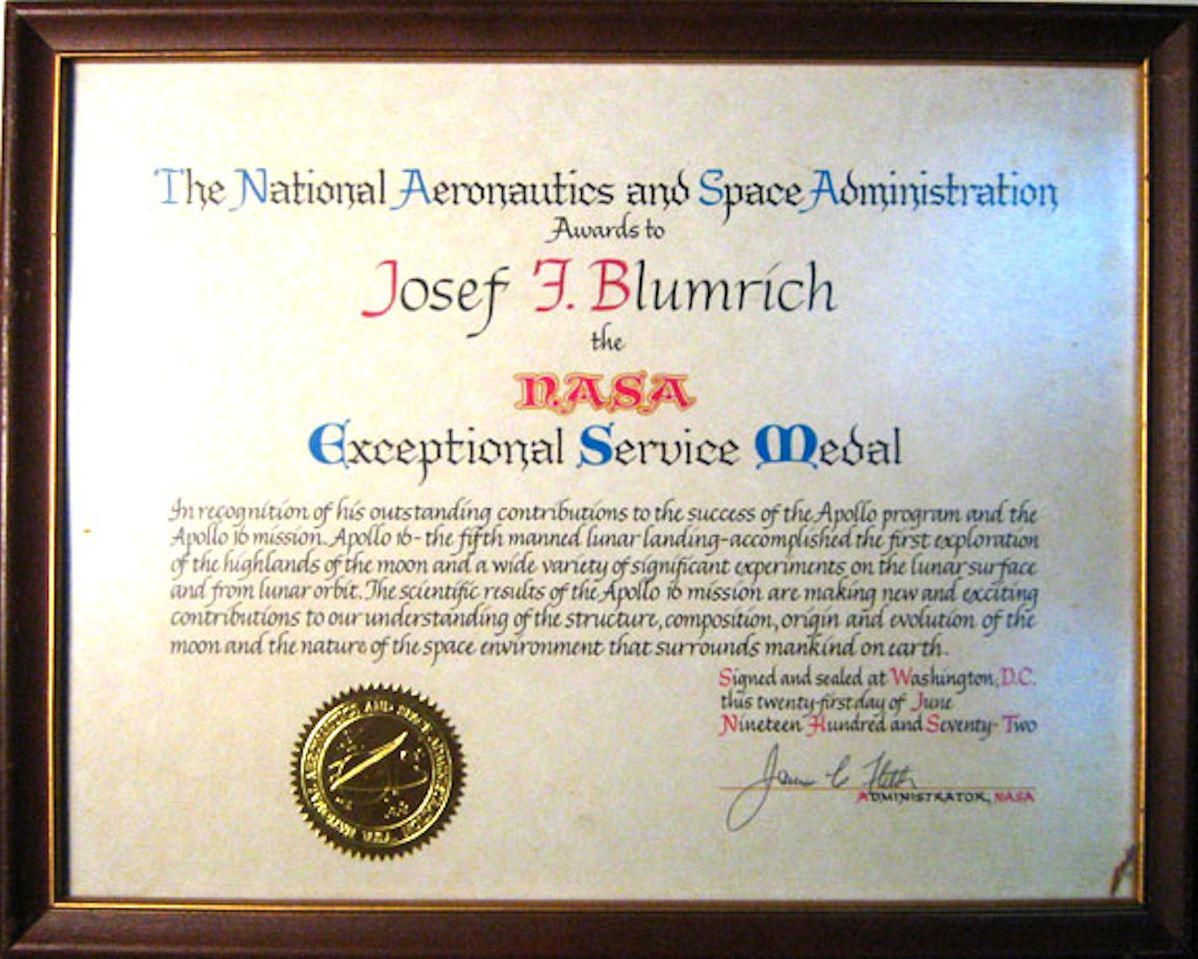 The National Aeronautics and Space Administration
Awards to
Josef F. Blumrich
the
NASA
Exceptional Service Medal
In recognition of his outstanding contributions to the success of the Apollo program and the
Apollo 16 mission. Apollo 16-the fifth manned lunar landing-accomplished the first exploration
of the highlands of the moon and a wide variety of significant experiments on the lunar surface
and from lunar orbit. The scientific results of the Apollo 16 mission are making new and exciting
contributions to our understanding of the structure, composition, origin and evolution of the
moon and the nature of the space environment that surrounds mankind on earth.
Signed and sealed at Washington, D.C.
this twenty-first day of June
Nineteen Hundred and Seventy-Two
James C Fletch
ADMINISTRATOR, NASA
AERONAUTICS AND SPACE